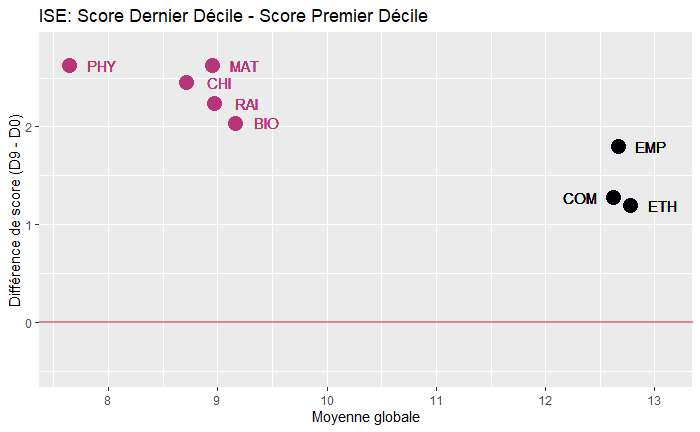 ISE: Score Dernier Décile - Score Premier Décile
Différence de score (D9 - D0)
2
1
0
PHY
MAT
CHI
RAI
BIO
EMP
COM
ETH
8
9
10
11
12
13
Moyenne globale